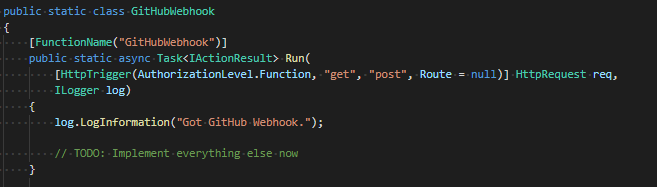 public static class GitHubWebhook
{
    [FunctionName("GitHubWebhook")]
    public static async Task<IActionResult> Run(
        [HttpTrigger(AuthorizationLevel.Function, "get", "post", Route = null)] HttpRequest req,
        ILogger log)
    {
        log.LogInformation("Got GitHub Webhook.");

        // TODO: Implement everything else now
    }